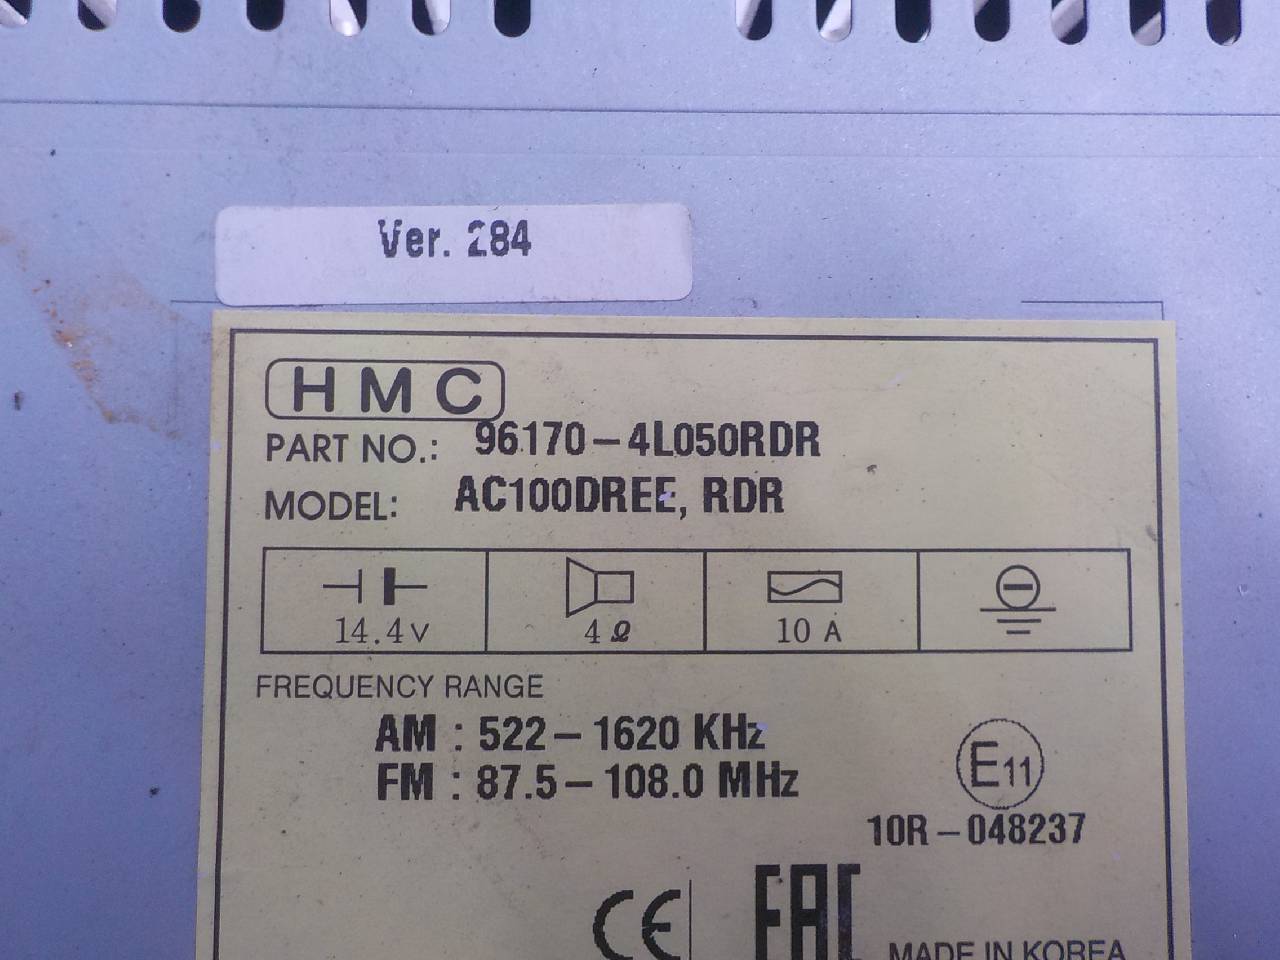 Ver. 284
HMC
PART NO.: 96170-4L050RDR
MODEL: AC100DREE, RDR
14.4V 4Ω 10 A
FREQUENCY RANGE
AM : 522-1620 KHz
FM : 87.5-108.0 MHz
E11
10R-048237
CE EAC MADE IN KOREA